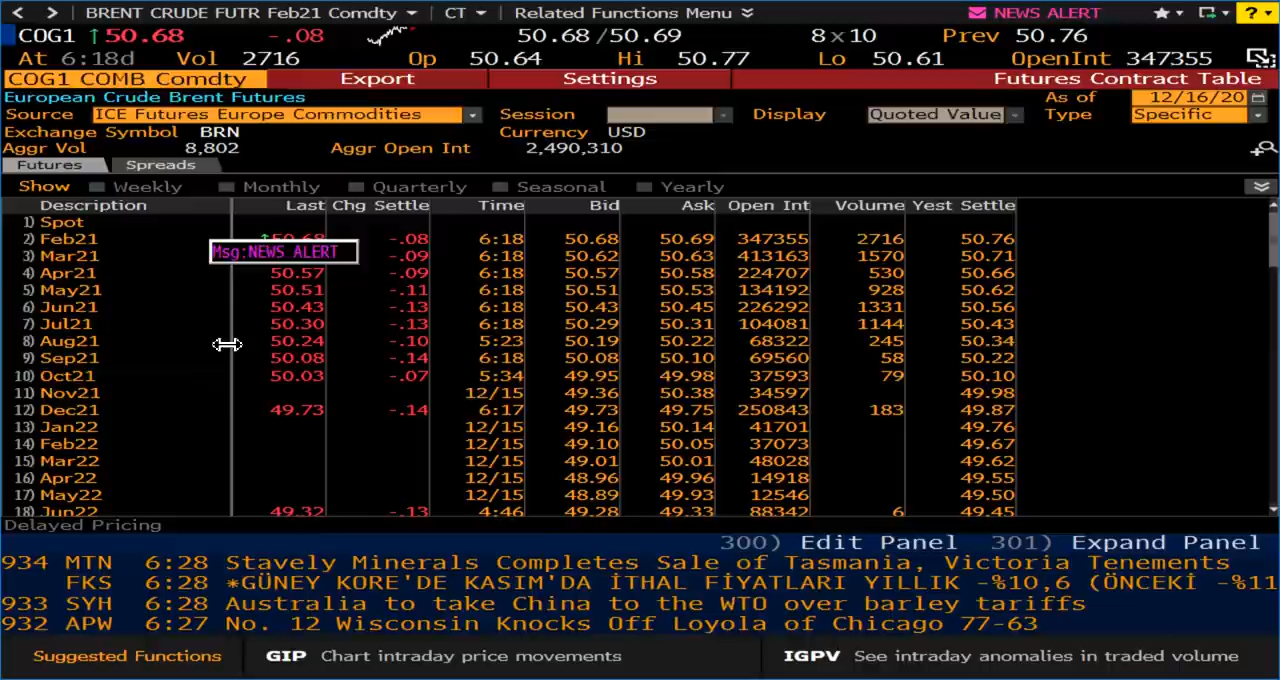 BRENT CRUDE FUTR Feb21 Comdty CT Related Functions Menu NEWS ALERT ?
COG1 ↑50.68 -.08 50.68/50.69 8x10 Prev 50.76
At 6:18d Vol 2716 Op 50.64 Hi 50.77 Lo 50.61 OpenInt 347355
COG1 COMB Comdty Export Settings Futures Contract Table
European Crude Brent Futures As of 12/16/20
Source ICE Futures Europe Commodities Session Display Quoted Value Type Specific
Exchange Symbol BRN Currency USD
Aggr Vol 8,802 Aggr Open Int 2,490,310
Futures Spreads
Show Weekly Monthly Quarterly Seasonal Yearly
Description Last Chg Settle Time Bid Ask Open Int Volume Yest Settle
1) Spot
2) Feb21 ↑50.68 -.08 6:18 50.68 50.69 347355 2716 50.76
Msg:NEWS ALERT
3) Mar21 -.09 6:18 50.62 50.63 413163 1570 50.71
4) Apr21 50.57 -.09 6:18 50.57 50.58 224707 530 50.66
5) May21 50.51 -.11 6:18 50.51 50.53 134192 928 50.62
6) Jun21 50.43 -.13 6:18 50.43 50.45 226292 1331 50.56
7) Jul21 50.30 -.13 6:18 50.29 50.31 104081 1144 50.43
8) Aug21 50.24 -.10 5:23 50.19 50.22 68322 245 50.34
9) Sep21 50.08 -.14 6:18 50.08 50.10 69560 58 50.22
10) Oct21 50.03 -.07 5:34 49.95 49.98 37593 79 50.10
11) Nov21 12/15 49.36 50.38 34597 49.98
12) Dec21 49.73 -.14 6:17 49.73 49.75 250843 183 49.87
13) Jan22 12/15 49.16 50.14 41701 49.76
14) Feb22 12/15 49.10 50.05 37073 49.67
15) Mar22 12/15 49.01 50.01 48028 49.62
16) Apr22 12/15 48.96 49.96 14918 49.55
17) May22 12/15 48.89 49.93 12546 49.50
18) Jun22 49.32 -.13 4:46 49.28 49.33 88342 6 49.45
Delayed Pricing
300) Edit Panel 301) Expand Panel
934 MTN 6:28 Stavely Minerals Completes Sale of Tasmania, Victoria Tenements
FKS 6:28 *GÜNEY KORE'DE KASIM'DA İTHAL FİYATLARI YILLIK -%10,6 (ÖNCEKİ -%11
933 SYH 6:28 Australia to take China to the WTO over barley tariffs
932 APW 6:27 No. 12 Wisconsin Knocks Off Loyola of Chicago 77-63
Suggested Functions GIP Chart intraday price movements IGPV See intraday anomalies in traded volume